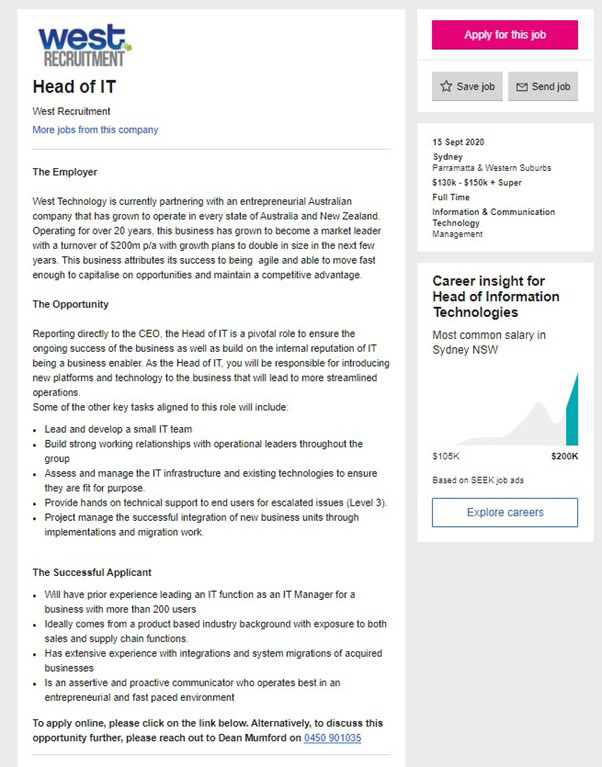 west.
RECRUITMENT
Head of IT
West Recruitment
More jobs from this company
The Employer
West Technology is currently partnering with an entrepreneurial Australian
company that has grown to operate in every state of Australia and New Zealand.
Operating for over 20 years, this business has grown to become a market leader
with a turnover of $200m p/a with growth plans to double in size in the next few
years. This business attributes its success to being agile and able to move fast
enough to capitalise on opportunities and maintain a competitive advantage.
The Opportunity
Reporting directly to the CEO, the Head of IT is a pivotal role to ensure the
ongoing success of the business as well as build on the internal reputation of IT
being a business enabler. As the Head of IT, you will be responsible for introducing
new platforms and technology to the business that will lead to more streamlined
operations.
Some of the other key tasks aligned to this role will include:
• Lead and develop a small IT team
• Build strong working relationships with operational leaders throughout the
group
• Assess and manage the IT infrastructure and existing technologies to ensure
they are fit for purpose.
• Provide hands on technical support to end users for escalated issues (Level 3).
• Project manage the successful integration of new business units through
implementations and migration work.
The Successful Applicant
• Will have prior experience leading an IT function as an IT Manager for a
business with more than 200 users
• Ideally comes from a product based industry background with exposure to both
sales and supply chain functions.
• Has extensive experience with integrations and system migrations of acquired
businesses
• Is an assertive and proactive communicator who operates best in an
entrepreneurial and fast paced environment
To apply online, please click on the link below. Alternatively, to discuss this
opportunity further, please reach out to Dean Mumford on 0450 901035
Apply for this job
Save job
Send job
15 Sept 2020
Sydney
Parramatta & Western Suburbs
$130k - $150k + Super
Full Time
Information & Communication
Technology
Management
Career insight for
Head of Information
Technologies
Most common salary in
Sydney NSW
$105K
$200K
Based on SEEK job ads
Explore careers